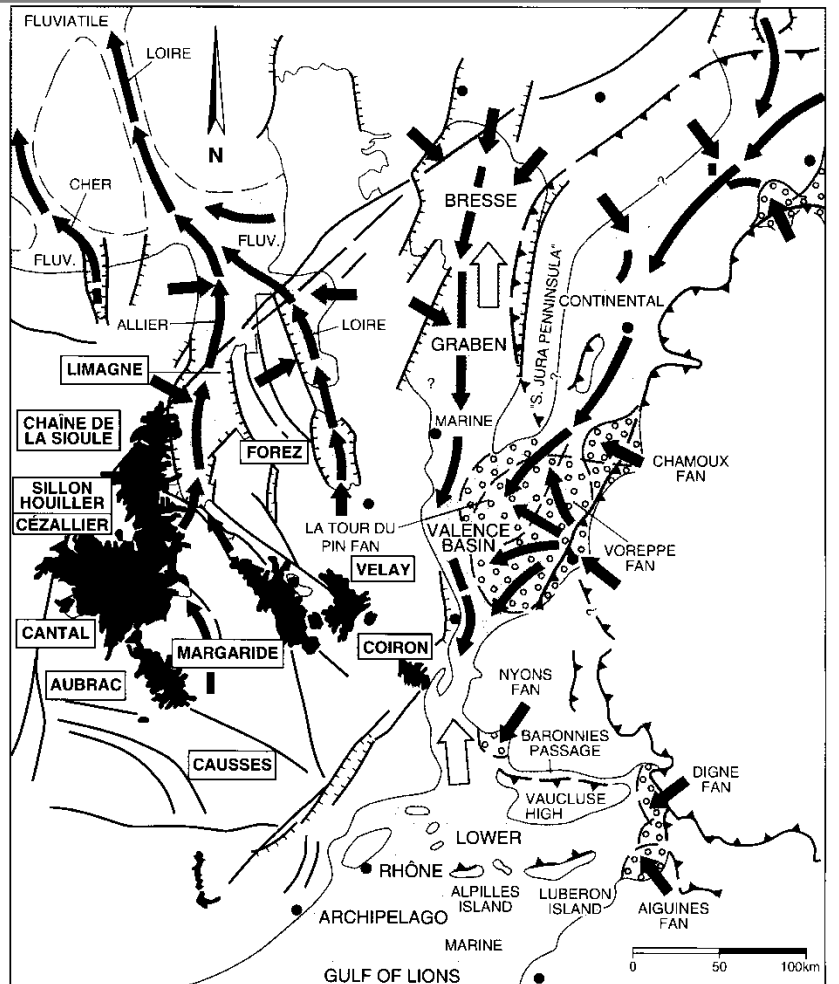 FLUVIATILE
LOIRE
N
CHER
FLUV.
FLUV.
ALLIER
LOIRE
LIMAGNE
CHAÎNE DE
LA SIOULE
SILLON
HOUILLER
CÉZALLIER
FOREZ
CANTAL
AUBRAC
MARGARIDE
VELAY
COIRON
CAUSSES
BRESSE
GRABEN
?
MARINE
"S. JURA PENNINSULA"
?
?
CONTINENTAL
CHAMOUX
FAN
LA TOUR DU
PIN FAN
VALENCE
BASIN
VOREPPE
FAN
?
NYONS
FAN
BARONNIES
PASSAGE
VAUCLUSE
HIGH
DIGNE
FAN
LOWER
RHÔNE
ARCHIPELAGO
ALPILLES
ISLAND
LUBERON
ISLAND
AIGUINES
FAN
MARINE
GULF OF LIONS
0 50 100km